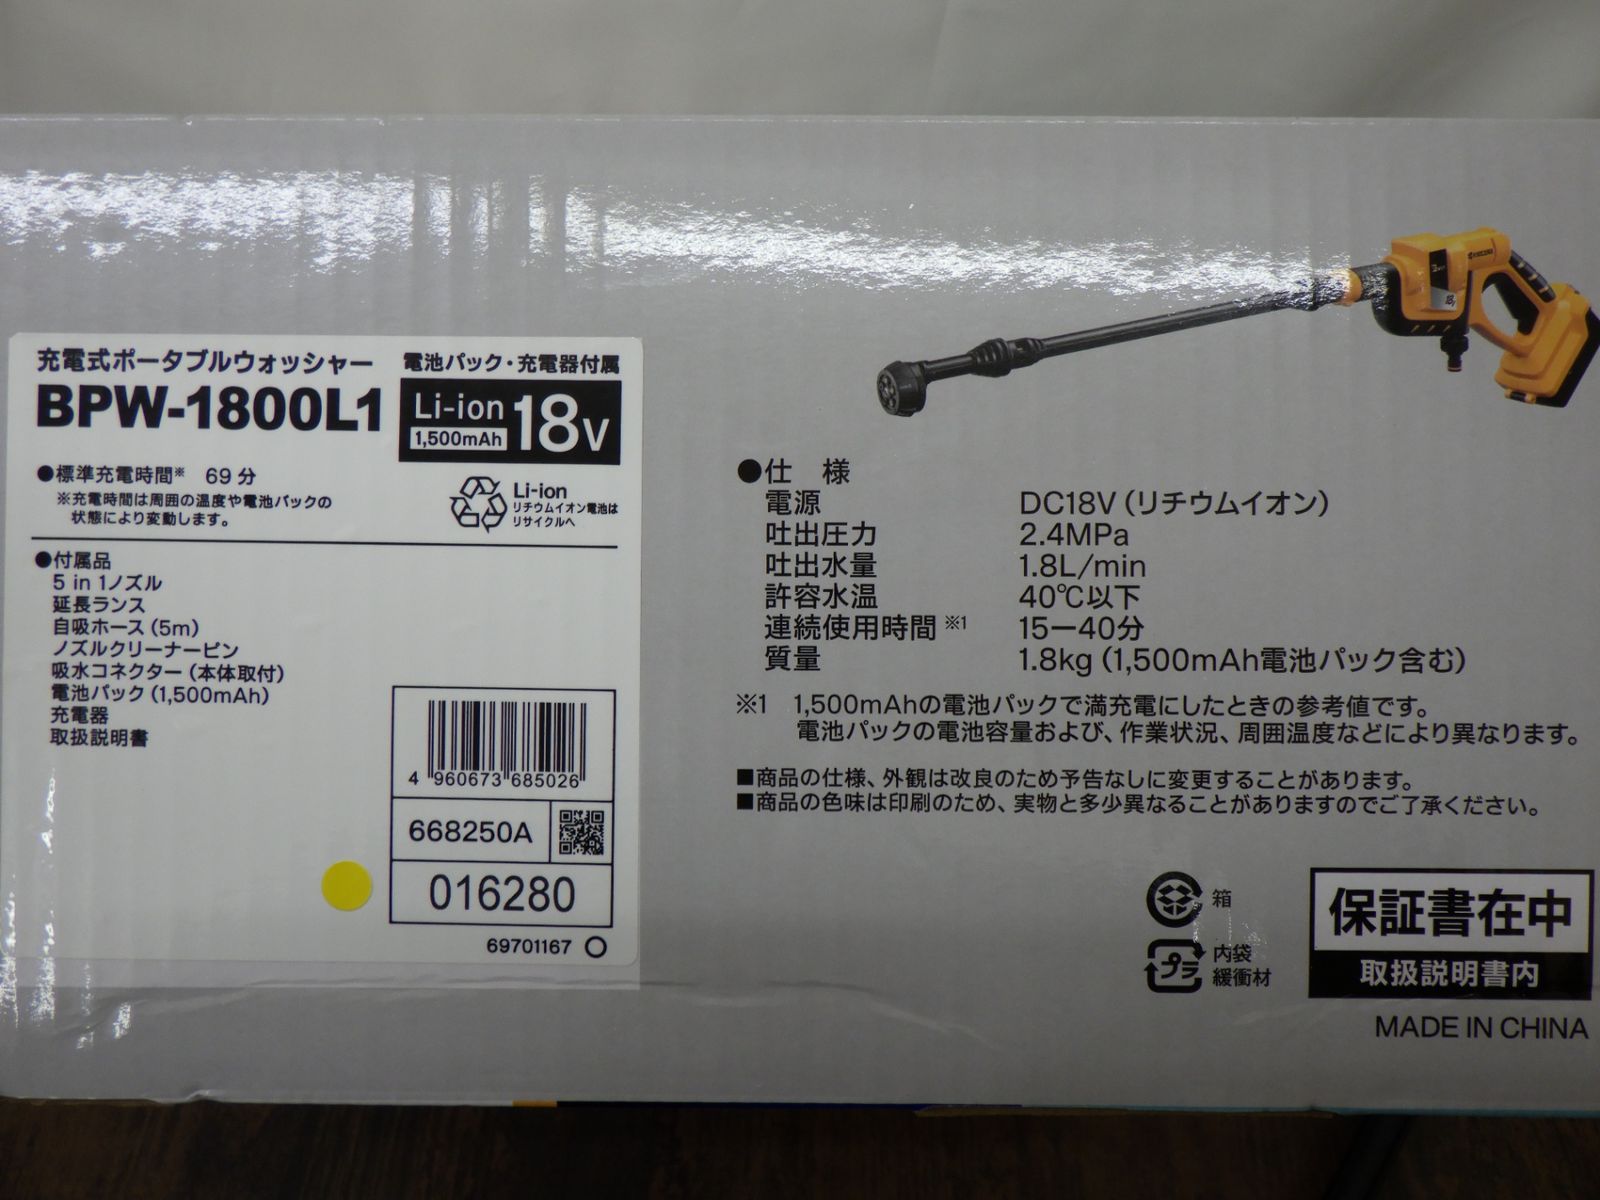 充電式ポータブルウォッシャー
BPW-1800L1
電池パック・充電器付属
Li-ion
1,500mAh
18V
●標準充電時間※ 69分
※充電時間は周囲の温度や電池パックの
状態により変動します。
Li-ion
リチウムイオン電池は
リサイクルへ
●付属品
5 in 1ノズル
延長ランス
自吸ホース(5m)
ノズルクリーナーピン
吸水コネクター(本体取付)
電池パック(1,500mAh)
充電器
取扱説明書
4 960673 685026
668250A
016280
69701167 ○
KYOCERA
18V
●仕 様
電源 DC18V(リチウムイオン)
吐出圧力 2.4MPa
吐出水量 1.8L/min
許容水温 40℃以下
連続使用時間※1 15ー40分
質量 1.8kg(1,500mAh電池パック含む)
※1 1,500mAhの電池パックで満充電にしたときの参考値です。
電池パックの電池容量および、作業状況、周囲温度などにより異なります。
■商品の仕様、外観は改良のため予告なしに変更することがあります。
■商品の色味は印刷のため、実物と多少異なることがありますのでご了承ください。
箱
プラ
内袋
緩衝材
保証書在中
取扱説明書内
MADE IN CHINA